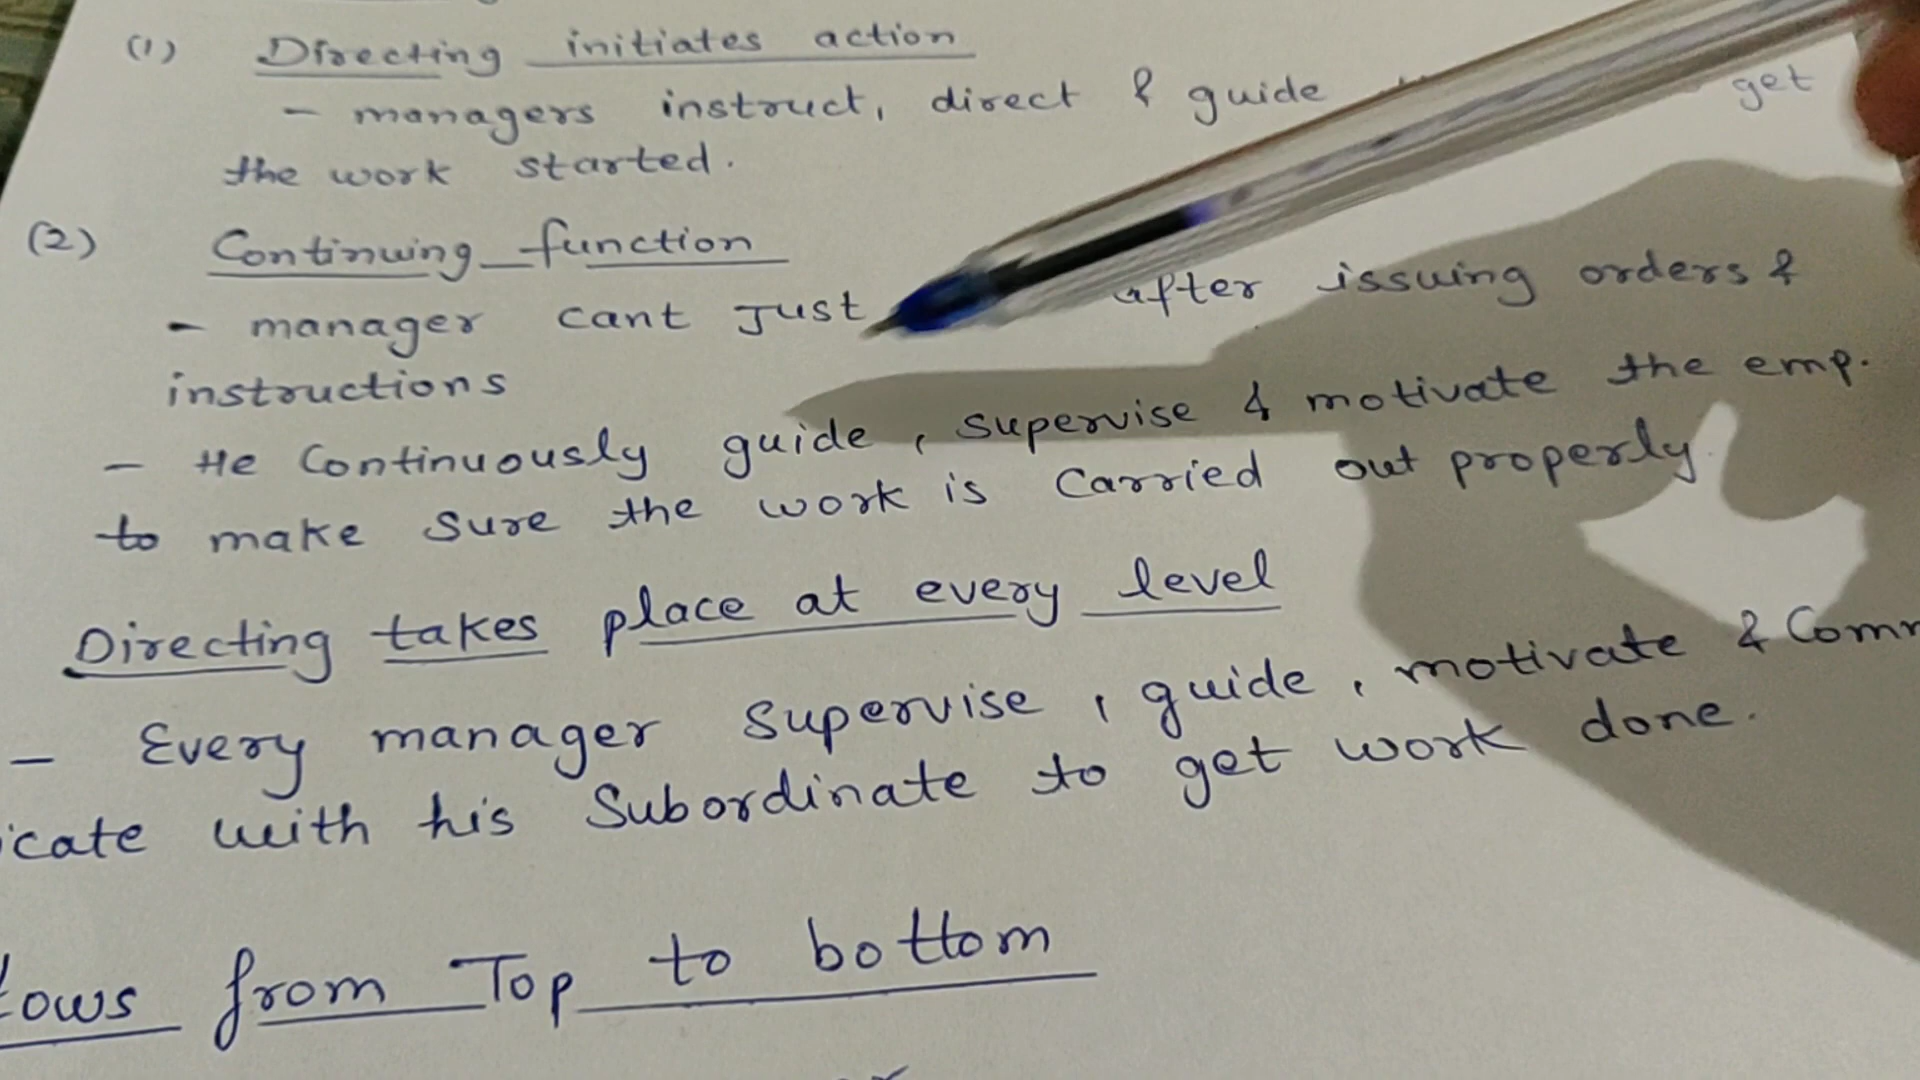 (1) Directing initiates action
- managers instruct, direct & guide get
the work started.
(2) Continuing function
- manager cant Just after issuing orders &
instructions
- He Continuously guide, supervise & motivate the emp.
to make sure the work is Carried out properly.
Directing takes place at every level
- Every manager supervise, guide, motivate & Comm
icate with his Subordinate to get work done.
lows from Top to bottom